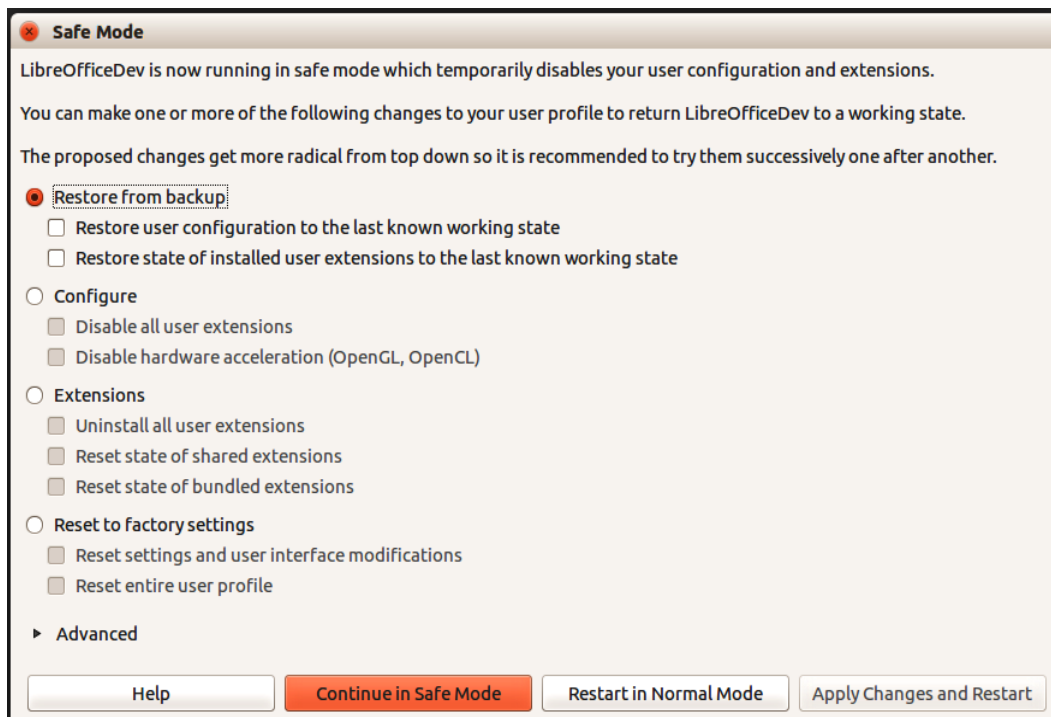 Safe Mode
LibreOfficeDev is now running in safe mode which temporarily disables your user configuration and extensions.
You can make one or more of the following changes to your user profile to return LibreOfficeDev to a working state.
The proposed changes get more radical from top down so it is recommended to try them successively one after another.
Restore from backup
Restore user configuration to the last known working state
Restore state of installed user extensions to the last known working state
Configure
Disable all user extensions
Disable hardware acceleration (OpenGL, OpenCL)
Extensions
Uninstall all user extensions
Reset state of shared extensions
Reset state of bundled extensions
Reset to factory settings
Reset settings and user interface modifications
Reset entire user profile
Advanced
Help Continue in Safe Mode Restart in Normal Mode Apply Changes and Restart